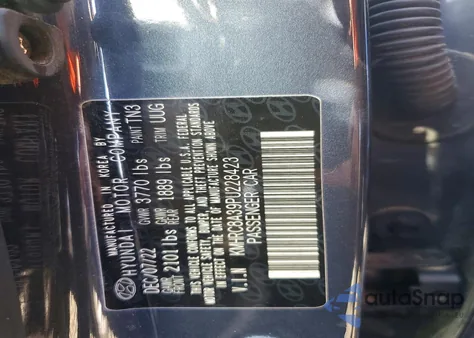 MANUFACTURED IN KOREA BY
HYUNDAI MOTOR COMPANY
PAINT TN3
DEC/07/22 GVWR 3770 lbs TRIM UUG
GAWR FRONT 2101 lbs GAWR REAR 1889 lbs
THIS VEHICLE CONFORMS TO ALL APPLICABLE U.S.A. FEDERAL
MOTOR VEHICLE SAFETY, BUMPER, AND THEFT PREVENTION STANDARDS
IN EFFECT ON THE DATE OF MANUFACTURE SHOWN ABOVE.
V.I.N KMHRC8A39PU228423
PASSENGER CAR
autoSnap